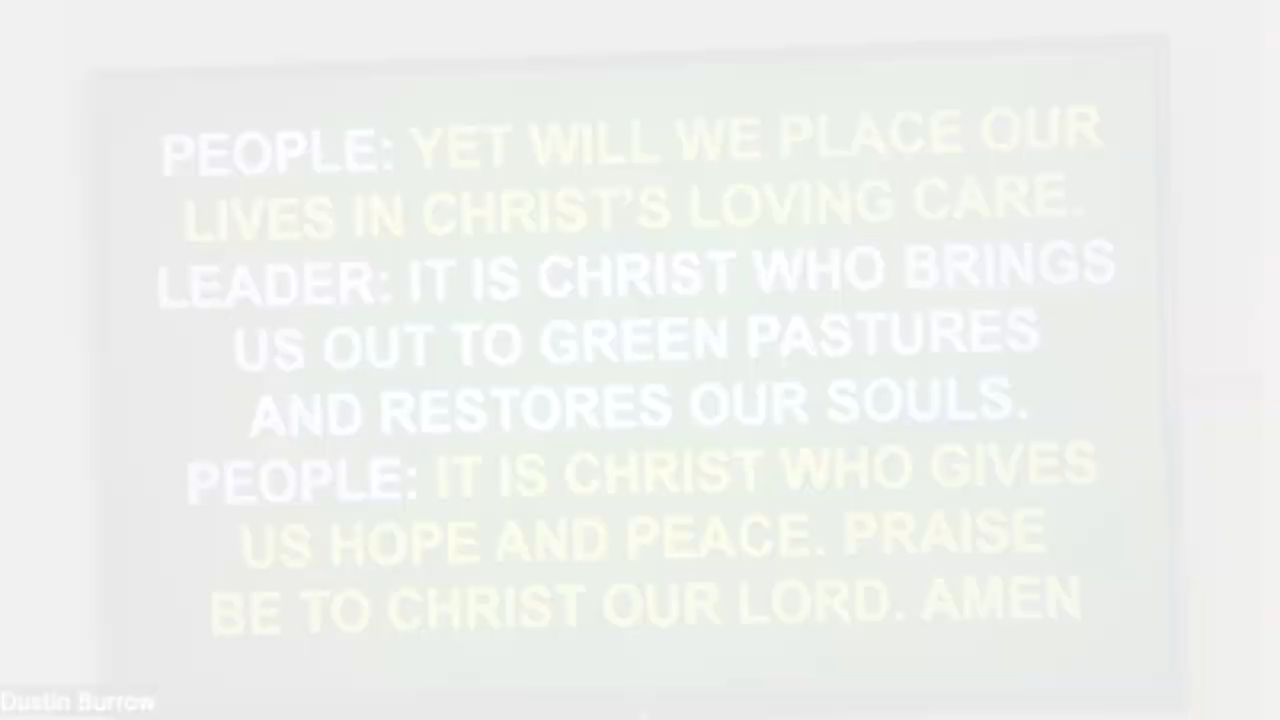 PEOPLE: YET WILL WE PLACE OUR
LIVES IN CHRIST'S LOVING CARE.
LEADER: IT IS CHRIST WHO BRINGS
US OUT TO GREEN PASTURES
AND RESTORES OUR SOULS.
PEOPLE: IT IS CHRIST WHO GIVES
US HOPE AND PEACE. PRAISE
BE TO CHRIST OUR LORD. AMEN
Dustin Burrow